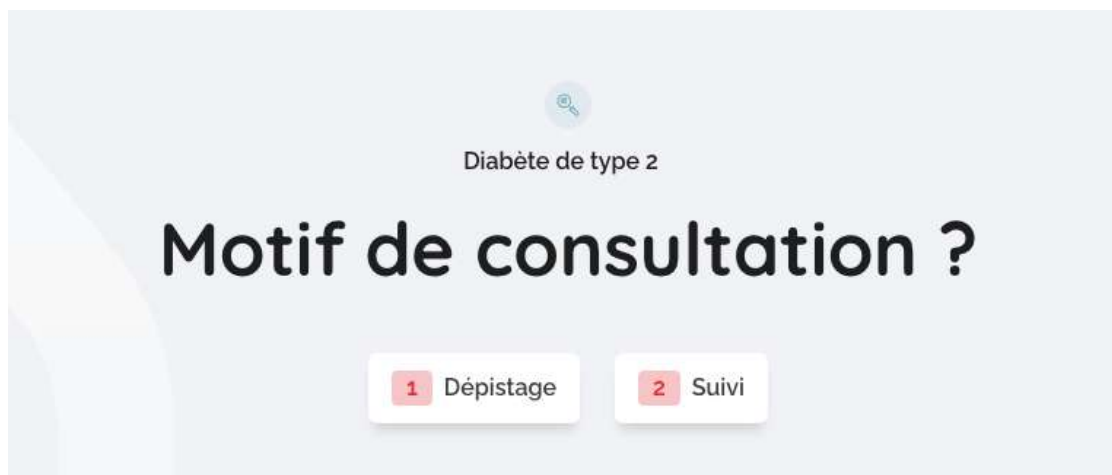 Diabète de type 2
Motif de consultation ?
1 Dépistage 2 Suivi